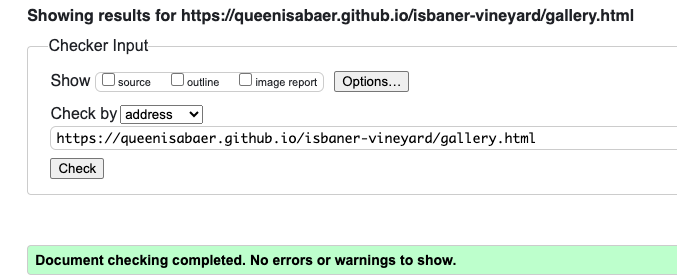 Showing results for https://queenisabaer.github.io/isbaner-vineyard/gallery.html
Checker Input
Show source outline image report Options...
Check by address
https://queenisabaer.github.io/isbaner-vineyard/gallery.html
Check
Document checking completed. No errors or warnings to show.